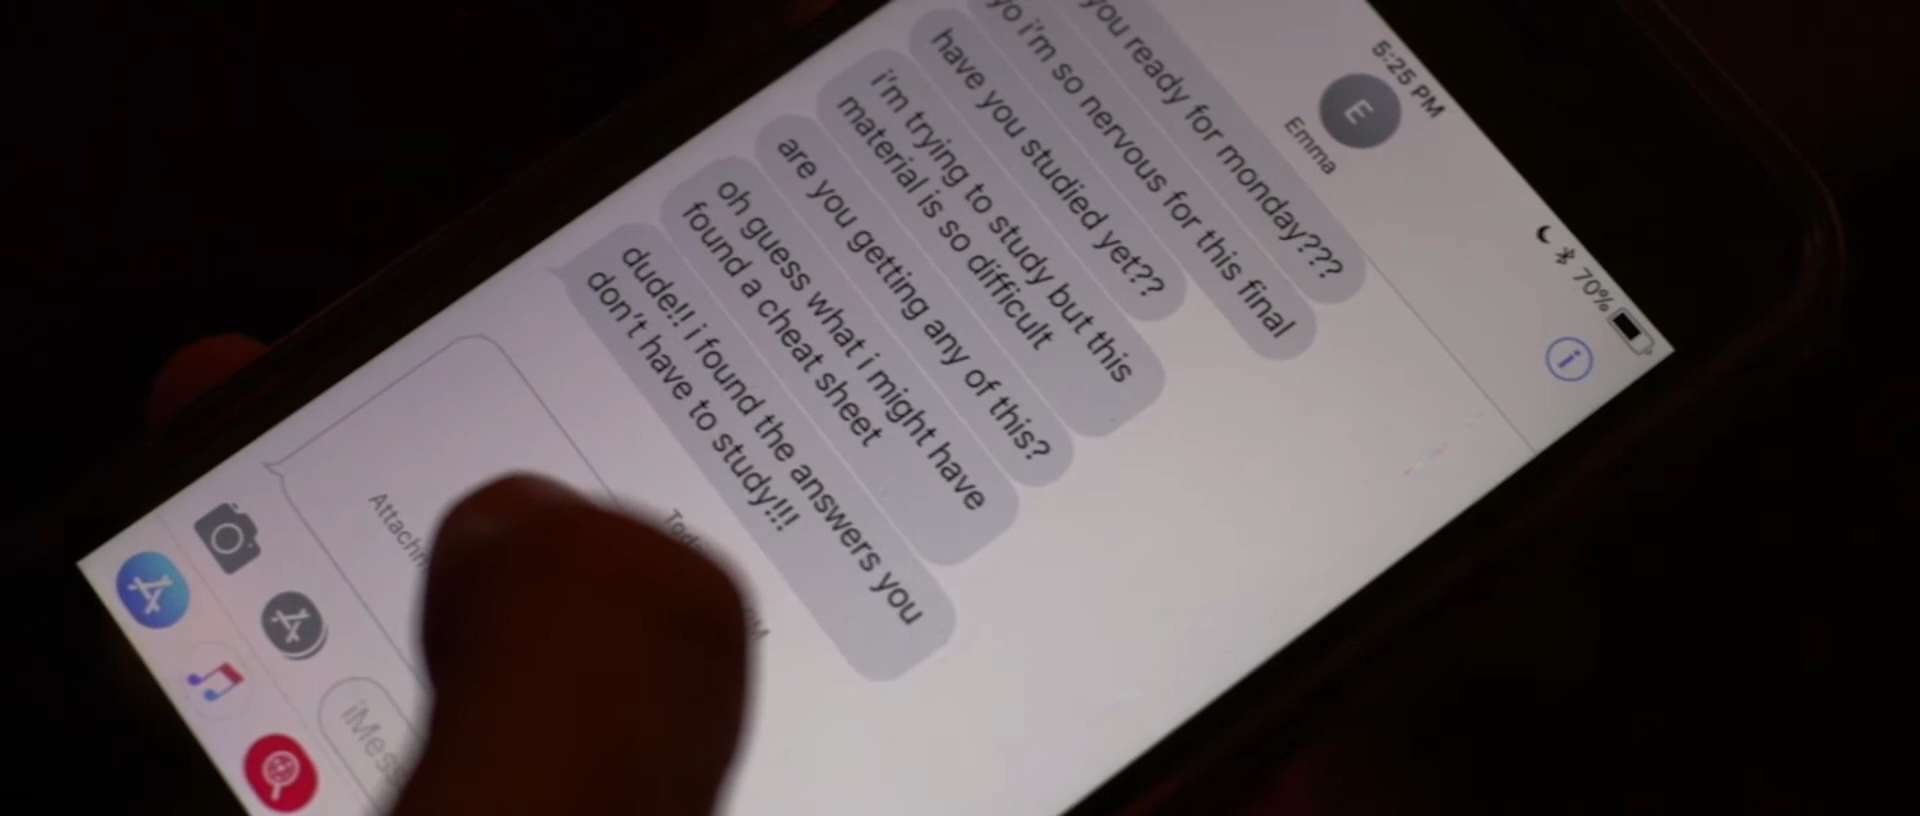 5:25 PM
70%
E
Emma
you ready for monday???
yo i'm so nervous for this final
have you studied yet??
i'm trying to study but this
material is so difficult
are you getting any of this?
oh guess what i might have
found a cheat sheet
dude!! i found the answers you
don't have to study!!!